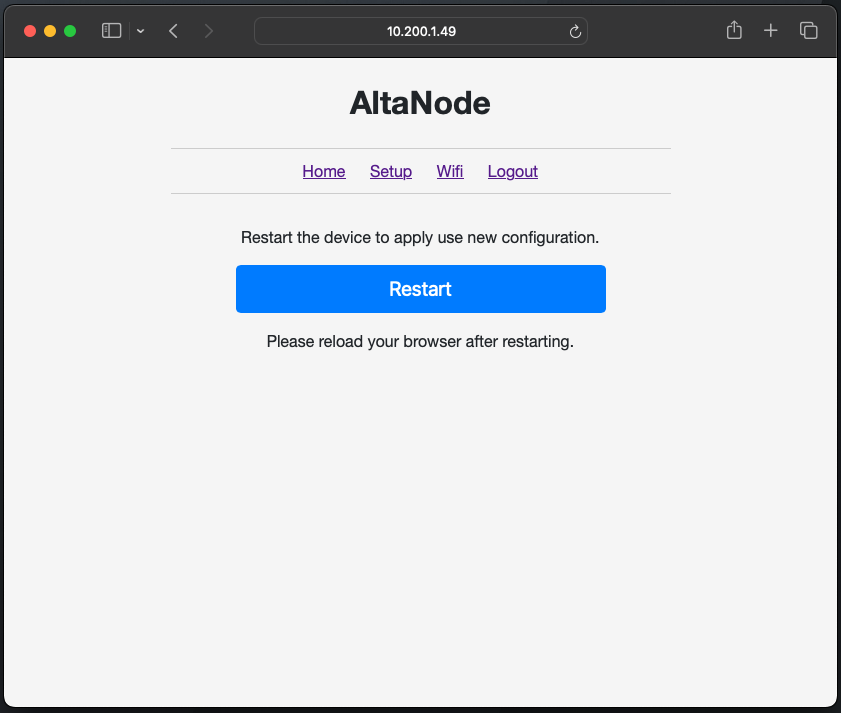 10.200.1.49
AltaNode
Home Setup Wifi Logout
Restart the device to apply use new configuration.
Restart
Please reload your browser after restarting.